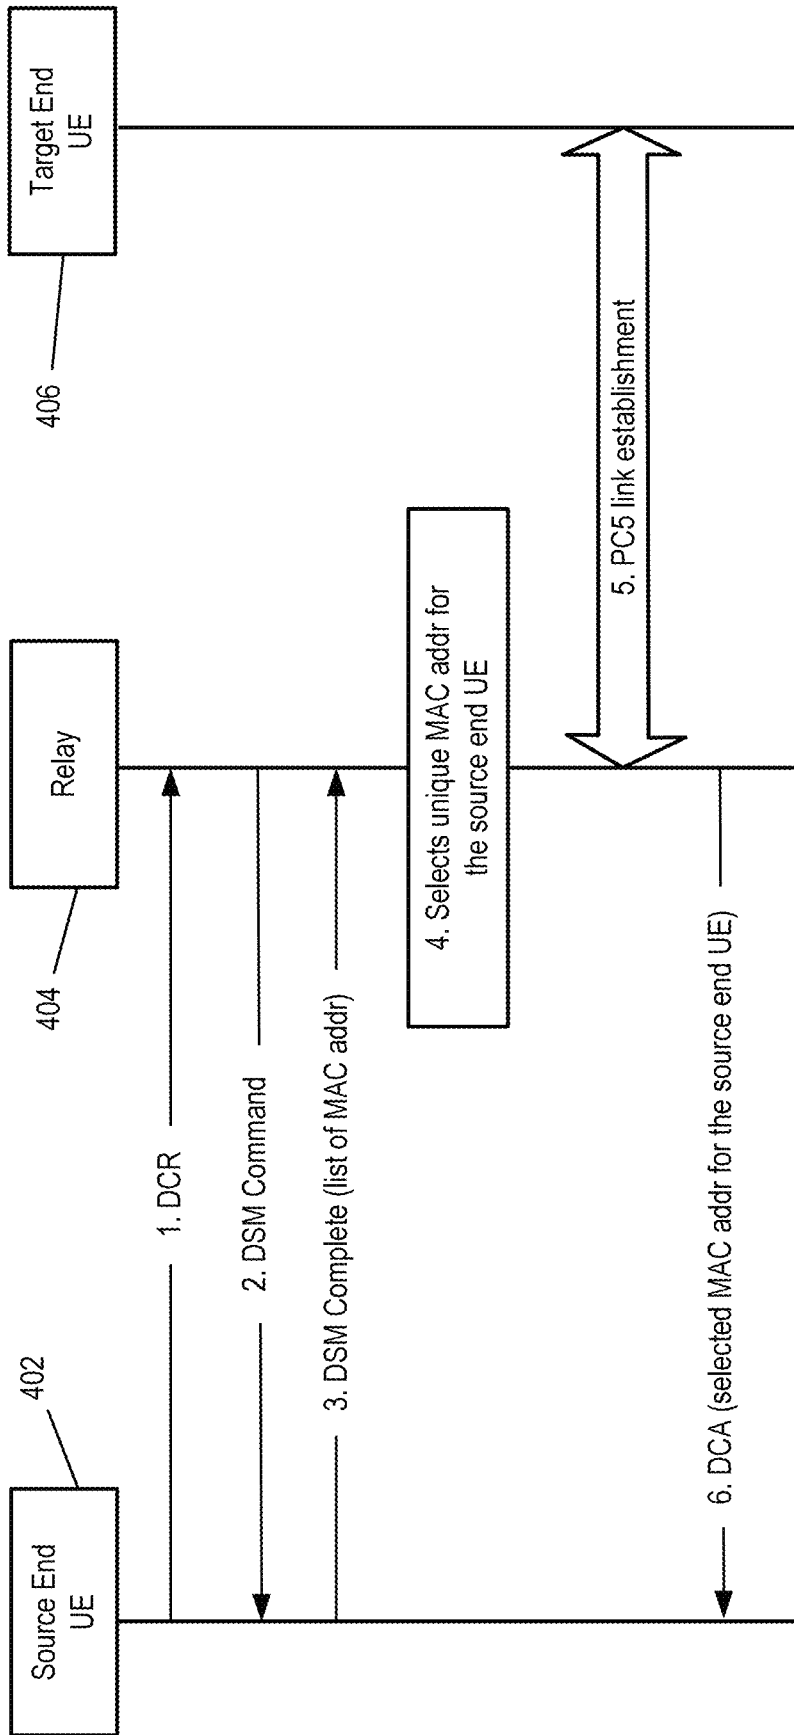 Source End
UE
402
Relay
404
Target End
UE
406
1. DCR
2. DSM Command
3. DSM Complete (list of MAC addr)
4. Selects unique MAC addr for
the source end UE
5. PC5 link establishment
6. DCA (selected MAC addr for the source end UE)